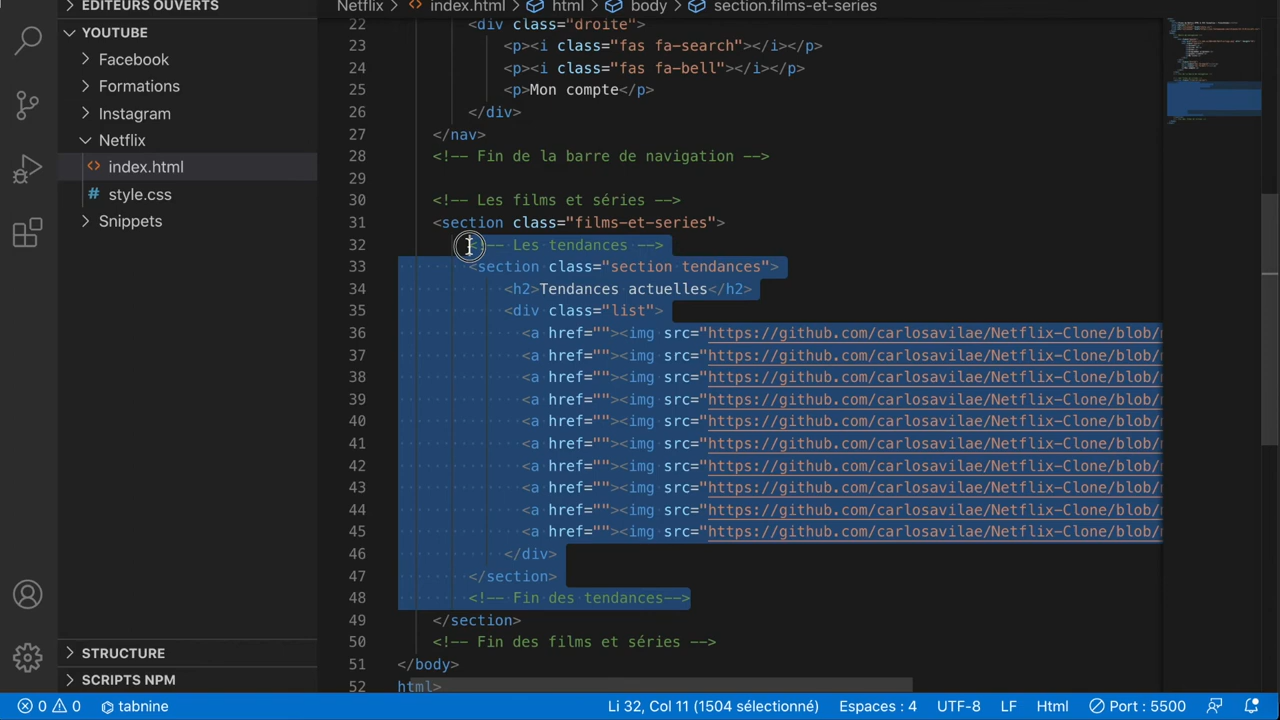 EDITEURS OUVERTS
YOUTUBE
Facebook
Formations
Instagram
Netflix
index.html
style.css
Snippets
STRUCTURE
SCRIPTS NPM
Netflix > index.html > html > body > section.films-et-series
22 <div class="droite">
23 <p><i class="fas fa-search"></i></p>
24 <p><i class="fas fa-bell"></i></p>
25 <p>Mon compte</p>
26 </div>
27 </nav>
28 <!-- Fin de la barre de navigation -->
29
30 <!-- Les films et séries -->
31 <section class="films-et-series">
32 <!-- Les tendances -->
33 <section class="section tendances">
34 <h2>Tendances actuelles</h2>
35 <div class="list">
36 <a href=""><img src="https://github.com/carlosavilae/Netflix-Clone/blob/
37 <a href=""><img src="https://github.com/carlosavilae/Netflix-Clone/blob/
38 <a href=""><img src="https://github.com/carlosavilae/Netflix-Clone/blob/
39 <a href=""><img src="https://github.com/carlosavilae/Netflix-Clone/blob/
40 <a href=""><img src="https://github.com/carlosavilae/Netflix-Clone/blob/
41 <a href=""><img src="https://github.com/carlosavilae/Netflix-Clone/blob/
42 <a href=""><img src="https://github.com/carlosavilae/Netflix-Clone/blob/
43 <a href=""><img src="https://github.com/carlosavilae/Netflix-Clone/blob/
44 <a href=""><img src="https://github.com/carlosavilae/Netflix-Clone/blob/
45 <a href=""><img src="https://github.com/carlosavilae/Netflix-Clone/blob/
46 </div>
47 </section>
48 <!-- Fin des tendances-->
49 </section>
50 <!-- Fin des films et séries -->
51 </body>
52 html>
0 0 tabnine Li 32, Col 11 (1504 sélectionné) Espaces : 4 UTF-8 LF Html Port : 5500